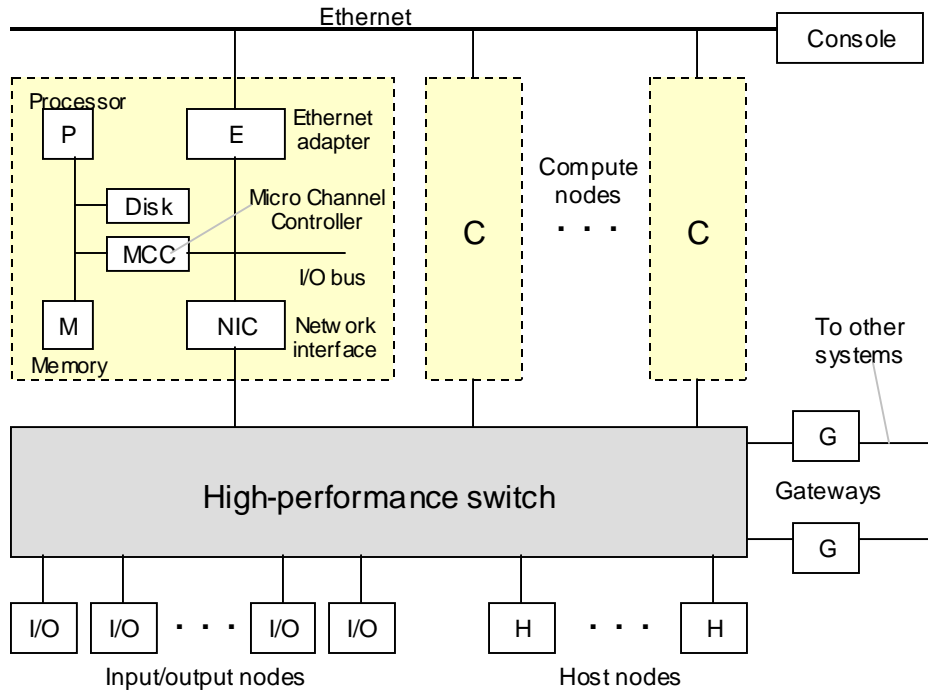 Ethernet
Console
Processor
P
E
Ethernet
adapter
Disk
Micro Channel
Controller
MCC
I/O bus
M
NIC
Network
interface
Memory
C
Compute
nodes
. . .
C
To other
systems
G
High-performance switch
Gateways
G
I/O I/O . . . I/O I/O
H . . . H
Input/output nodes
Host nodes